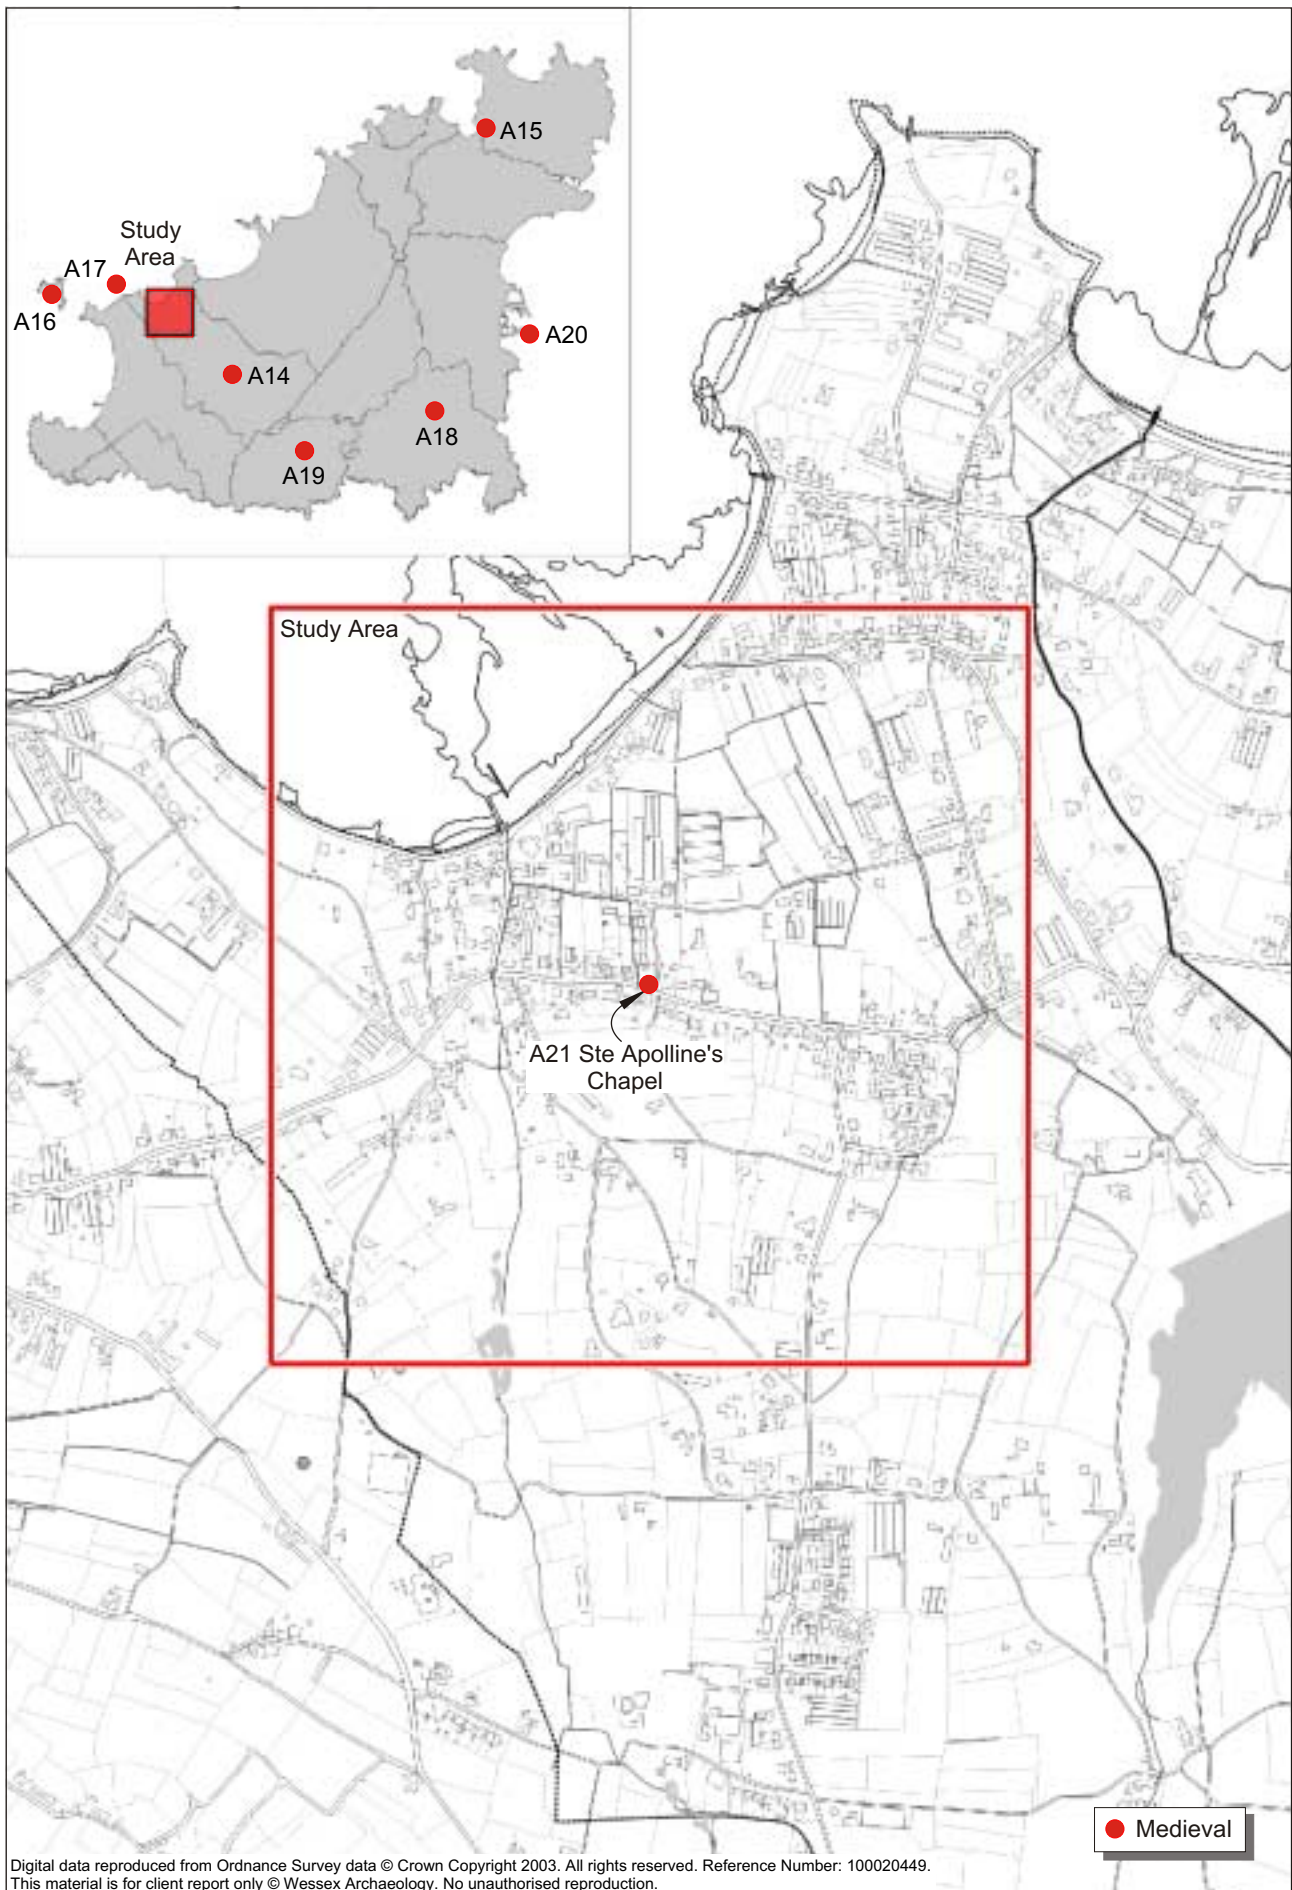 A15
Study
Area
A17
A16
A20
A14
A18
A19
Study Area
A21 Ste Apolline's
Chapel
Medieval
Digital data reproduced from Ordnance Survey data © Crown Copyright 2003. All rights reserved. Reference Number: 100020449.
This material is for client report only © Wessex Archaeology. No unauthorised reproduction.